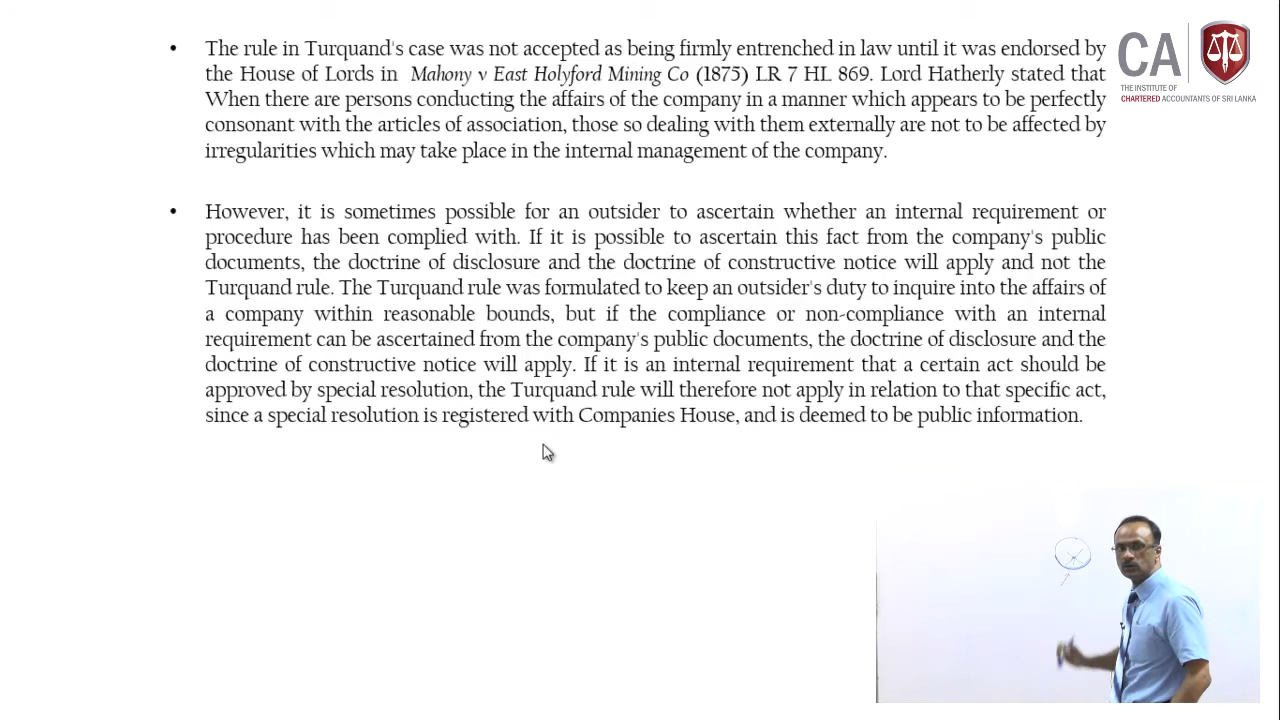 • The rule in Turquand's case was not accepted as being firmly entrenched in law until it was endorsed by
the House of Lords in Mahony v East Holyford Mining Co (1875) LR 7 HL 869. Lord Hatherly stated that
When there are persons conducting the affairs of the company in a manner which appears to be perfectly
consonant with the articles of association, those so dealing with them externally are not to be affected by
irregularities which may take place in the internal management of the company.
• However, it is sometimes possible for an outsider to ascertain whether an internal requirement or
procedure has been complied with. If it is possible to ascertain this fact from the company's public
documents, the doctrine of disclosure and the doctrine of constructive notice will apply and not the
Turquand rule. The Turquand rule was formulated to keep an outsider's duty to inquire into the affairs of
a company within reasonable bounds, but if the compliance or non-compliance with an internal
requirement can be ascertained from the company's public documents, the doctrine of disclosure and the
doctrine of constructive notice will apply. If it is an internal requirement that a certain act should be
approved by special resolution, the Turquand rule will therefore not apply in relation to that specific act,
since a special resolution is registered with Companies House, and is deemed to be public information.
CA
THE INSTITUTE OF
CHARTERED ACCOUNTANTS OF SRI LANKA